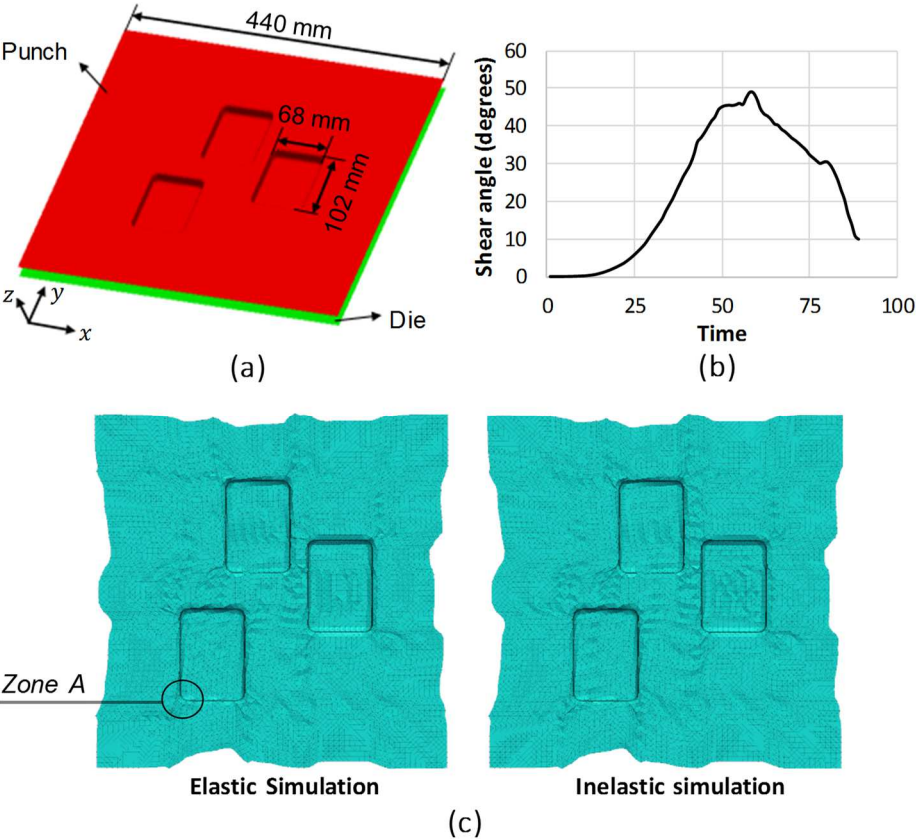 440 mm
Punch
68 mm
102 mm
z
y
x
Die
(a)
Shear angle (degrees)
60
50
40
30
20
10
0
0 25 50 75 100
Time
(b)
Zone A
Elastic Simulation Inelastic simulation
(c)